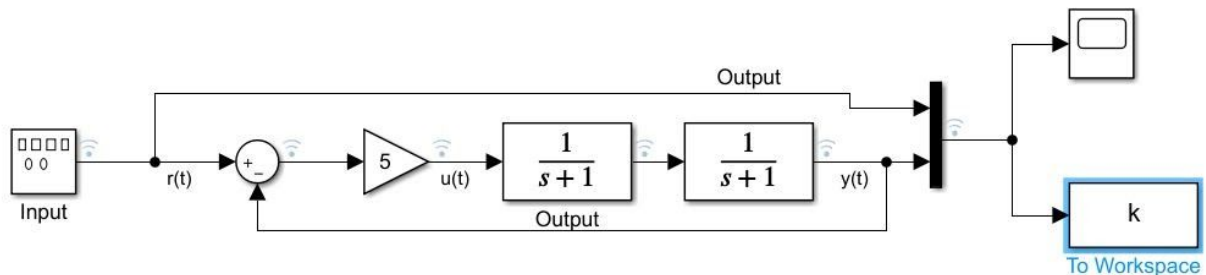 Output
Input
r(t)
+
−
5
u(t)
1
s + 1
1
s + 1
y(t)
Output
k
To Workspace